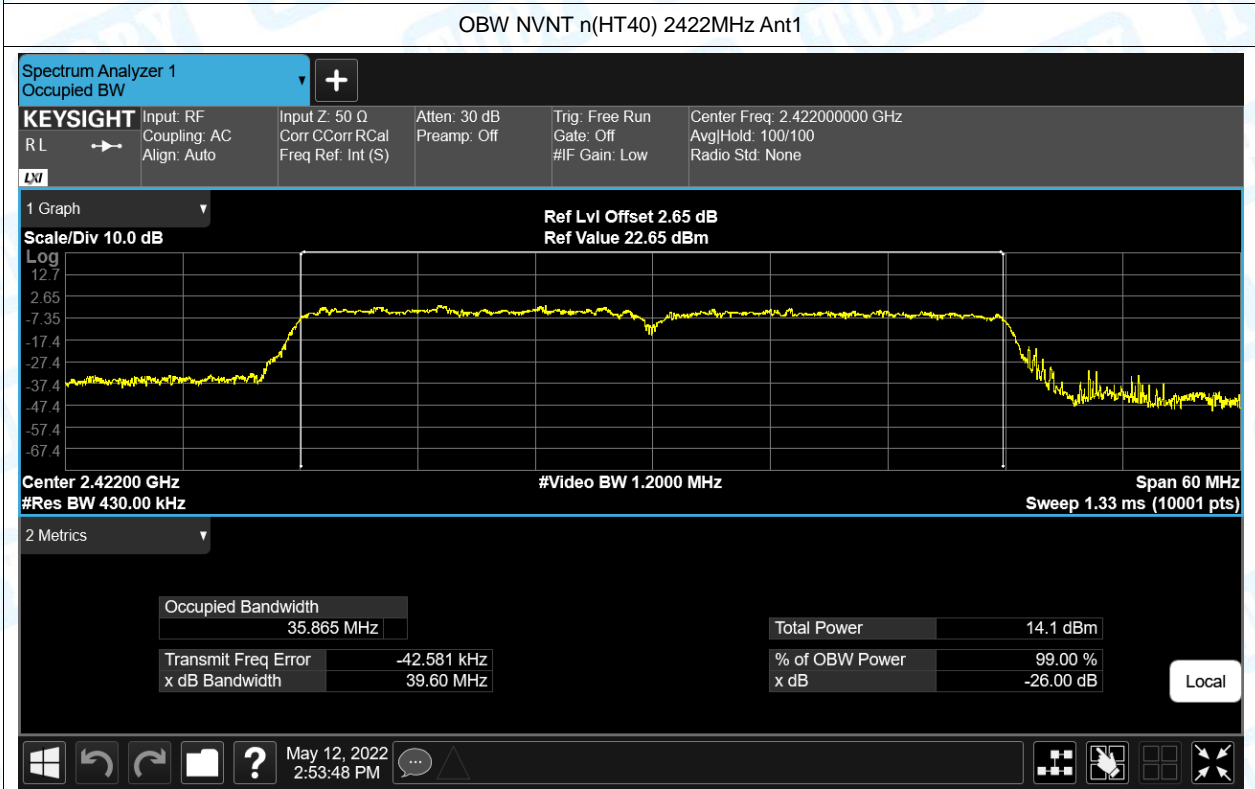 OBW NVNT n(HT40) 2422MHz Ant1
Spectrum Analyzer 1
Occupied BW
KEYSIGHT
RL
LXI
Input: RF
Coupling: AC
Align: Auto
Input Z: 50 Ω
Corr CCorr RCal
Freq Ref: Int (S)
Atten: 30 dB
Preamp: Off
Trig: Free Run
Gate: Off
#IF Gain: Low
Center Freq: 2.422000000 GHz
Avg|Hold: 100/100
Radio Std: None
1 Graph
Scale/Div 10.0 dB
Ref Lvl Offset 2.65 dB
Ref Value 22.65 dBm
Log
12.7
2.65
-7.35
-17.4
-27.4
-37.4
-47.4
-57.4
-67.4
Center 2.42200 GHz
#Res BW 430.00 kHz
#Video BW 1.2000 MHz
Span 60 MHz
Sweep 1.33 ms (10001 pts)
2 Metrics
Occupied Bandwidth
35.865 MHz
Transmit Freq Error -42.581 kHz
x dB Bandwidth 39.60 MHz
Total Power 14.1 dBm
% of OBW Power 99.00 %
x dB -26.00 dB
Local
?
May 12, 2022
2:53:48 PM